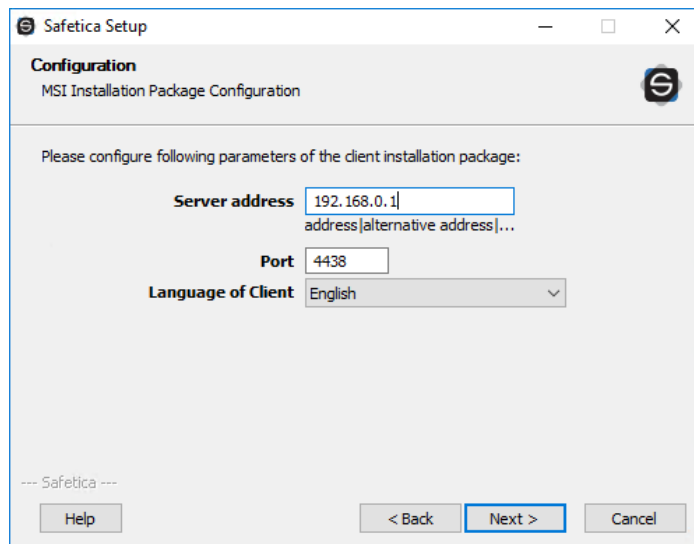 Safetica Setup
Configuration
MSI Installation Package Configuration
Please configure following parameters of the client installation package:
Server address 192.168.0.1
address|alternative address|...
Port 4438
Language of Client English
--- Safetica ---
Help < Back Next > Cancel